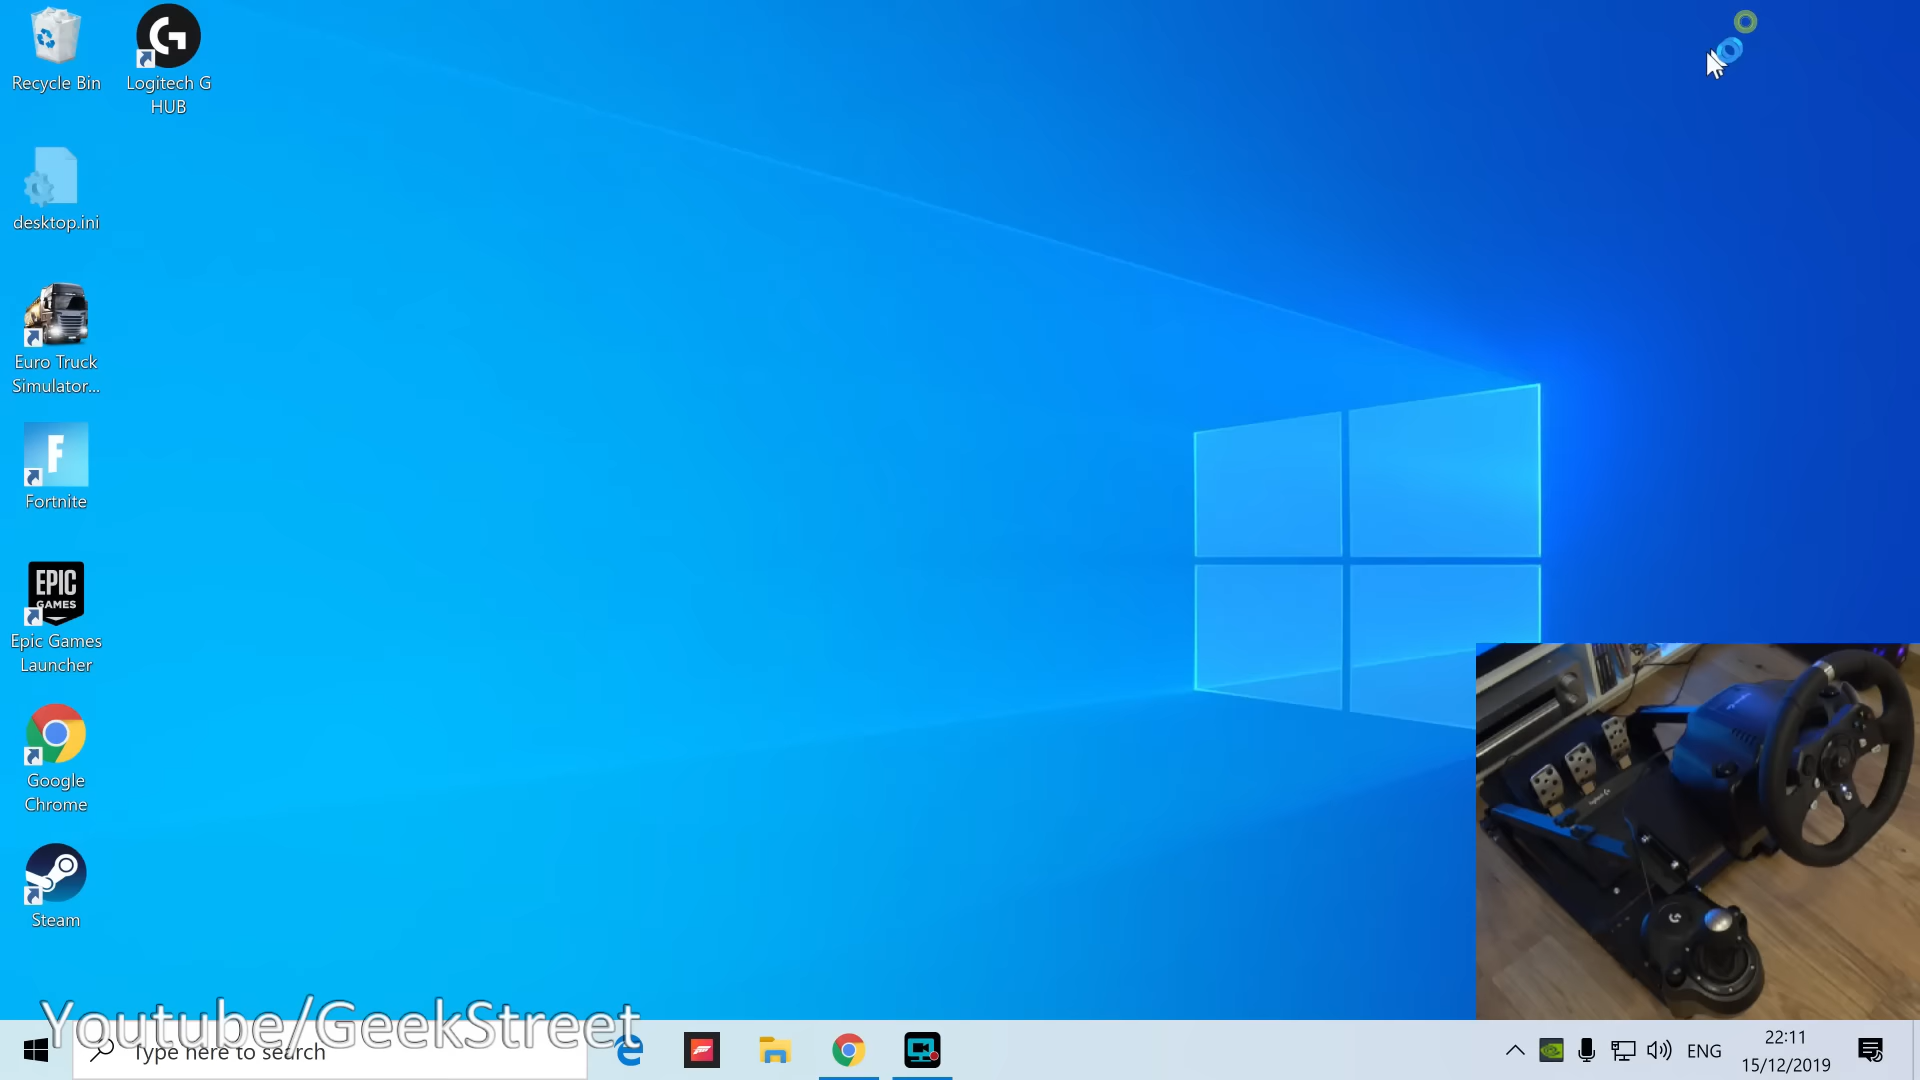 Recycle Bin
Logitech G
HUB
desktop.ini
Euro Truck
Simulator...
F
Fortnite
EPIC
GAMES
Epic Games
Launcher
Google
Chrome
Steam
Youtube/GeekStreet
Type here to search
ENG
22:11
15/12/2019